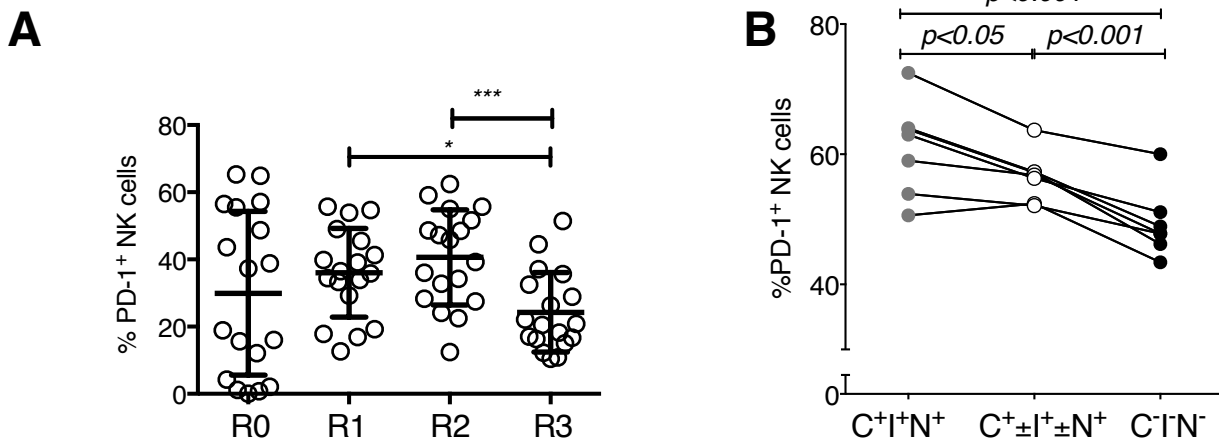 A
% PD-1⁺ NK cells
80
60
40
20
0
***
*
R0 R1 R2 R3
B
%PD-1⁺ NK cells
80
60
40
0
p<0.05 p<0.001
C⁺I⁺N⁺ C⁺±I⁺±N⁺ C⁻I⁻N⁻